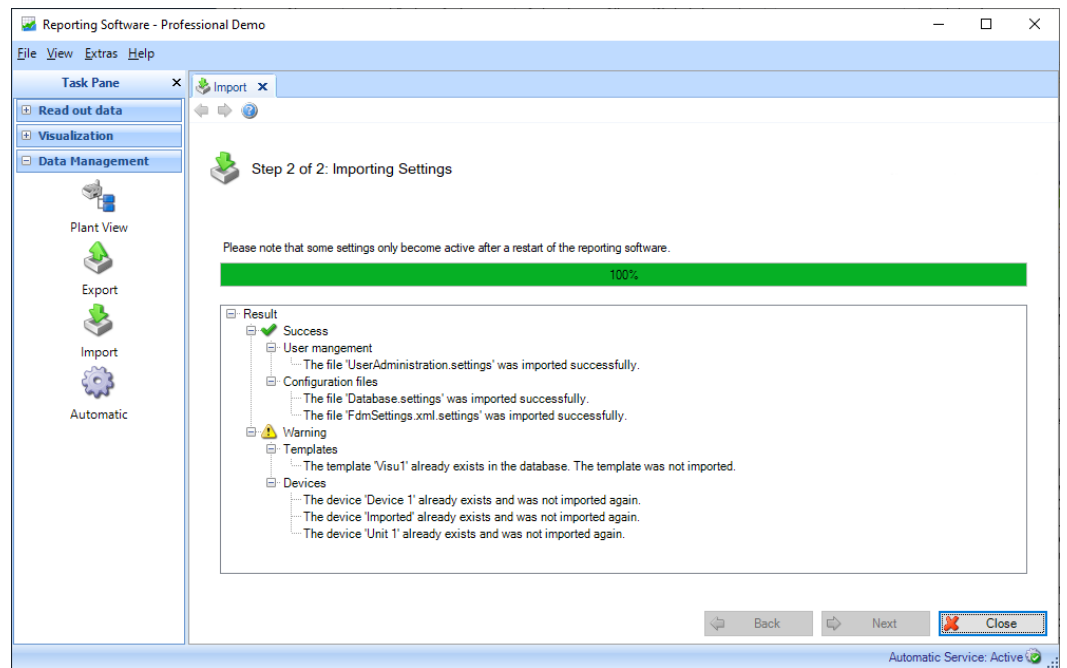 Reporting Software - Professional Demo
File View Extras Help
Task Pane
Import
Read out data
Visualization
Data Management
Plant View
Export
Import
Automatic
Step 2 of 2: Importing Settings
Please note that some settings only become active after a restart of the reporting software.
100%
Result
Success
User mangement
The file 'UserAdministration.settings' was imported successfully.
Configuration files
The file 'Database.settings' was imported successfully.
The file 'FdmSettings.xml.settings' was imported successfully.
Warning
Templates
The template 'Visu1' already exists in the database. The template was not imported.
Devices
The device 'Device 1' already exists and was not imported again.
The device 'Imported' already exists and was not imported again.
The device 'Unit 1' already exists and was not imported again.
Back Next Close
Automatic Service: Active